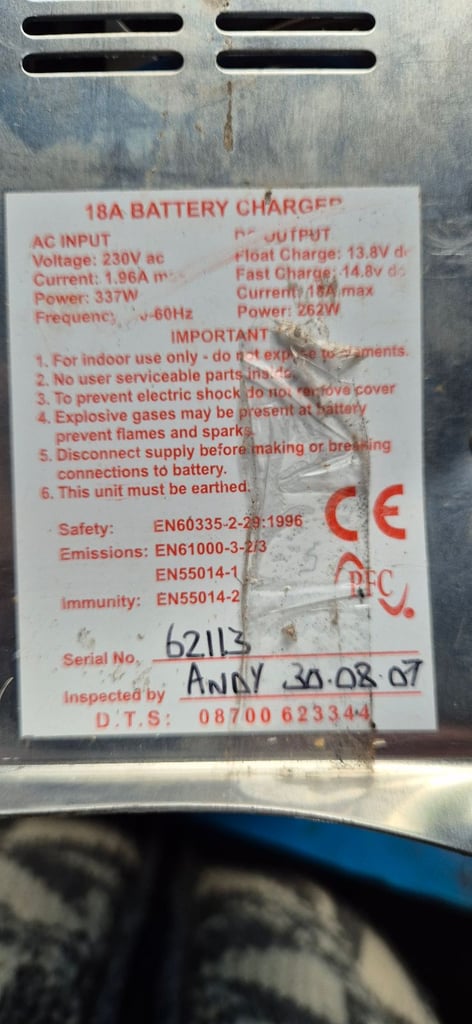 18A BATTERY CHARGER
AC INPUT
Voltage: 230V ac
Current: 1.96A
Power: 337W
OUTPUT
Float Charge: 13.8V
Fast Charge: 14.8v
Current: 18A max
Power: 262W
IMPORTANT
1. For indoor use only - do not expose to
2. No user serviceable parts inside.
3. To prevent electric shock do not remove cover
4. Explosive gases may be present at battery
prevent flames and sparks
5. Disconnect supply before making or breaking
connections to battery.
6. This unit must be earthed.
CE
Safety: EN60335-2-29:1996
Emissions: EN61000-3-2/3
EN55014-1
PFC
Immunity: EN55014-2
Serial No. 62113
Inspected by ANDY 30.08.07
D.T.S: 08700 623344